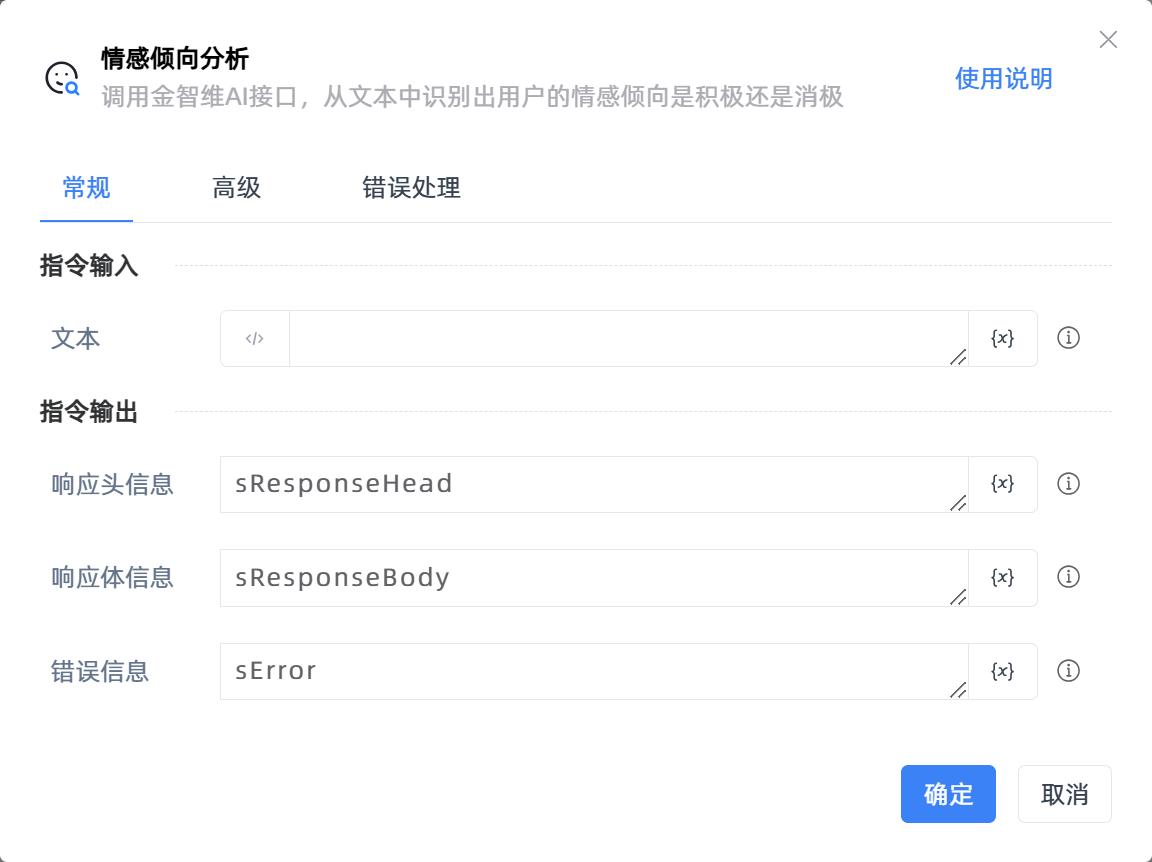 情感倾向分析
调用金智维AI接口，从文本中识别出用户的情感倾向是积极还是消极
使用说明
常规 高级 错误处理
指令输入
文本 </> {x}
指令输出
响应头信息 sResponseHead {x}
响应体信息 sResponseBody {x}
错误信息 sError {x}
确定 取消